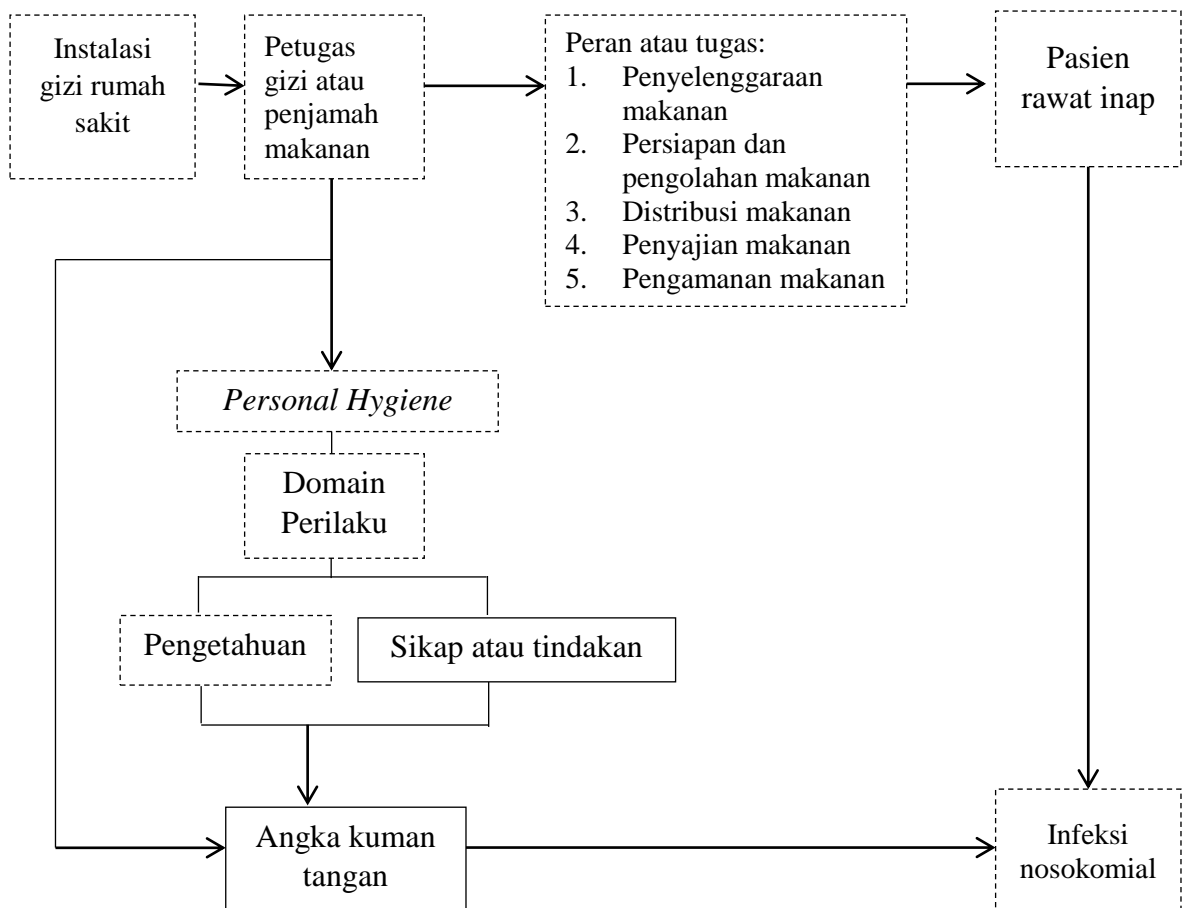 Instalasi
gizi rumah
sakit
Petugas
gizi atau
penjamah
makanan
Peran atau tugas:
1. Penyelenggaraan
makanan
2. Persiapan dan
pengolahan makanan
3. Distribusi makanan
4. Penyajian makanan
5. Pengamanan makanan
Pasien
rawat inap
Personal Hygiene
Domain
Perilaku
Pengetahuan
Sikap atau tindakan
Angka kuman
tangan
Infeksi
nosokomial